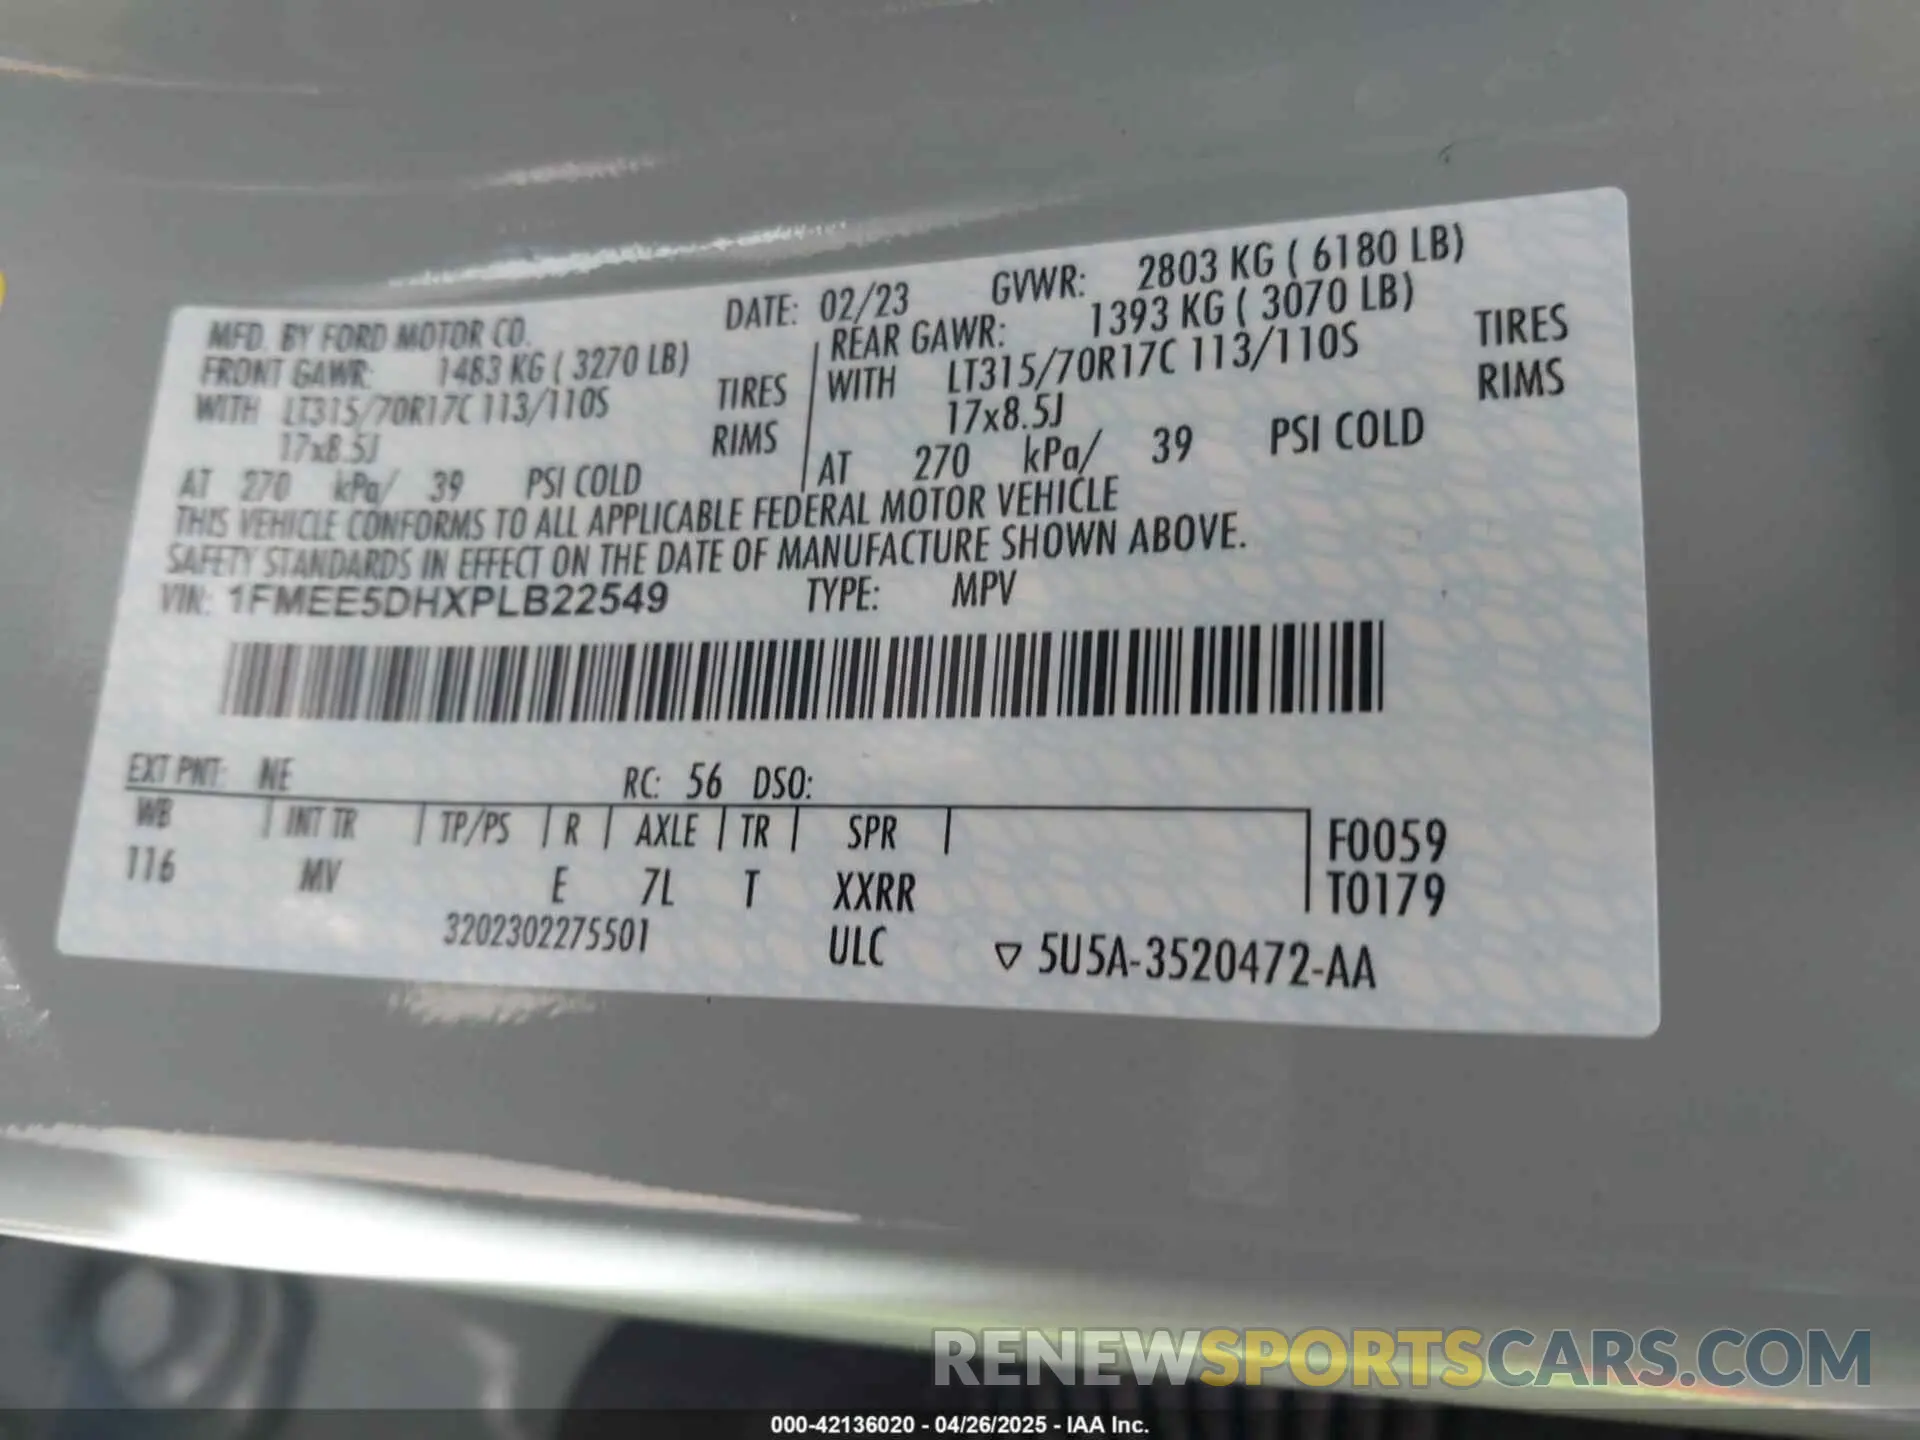 MFD. BY FORD MOTOR CO. DATE: 02/23 GVWR: 2803 KG ( 6180 LB)
FRONT GAWR: 1483 KG ( 3270 LB) REAR GAWR: 1393 KG ( 3070 LB)
WITH LT315/70R17C 113/110S TIRES WITH LT315/70R17C 113/110S TIRES
17x8.5J RIMS 17x8.5J RIMS
AT 270 kPa/ 39 PSI COLD AT 270 kPa/ 39 PSI COLD
THIS VEHICLE CONFORMS TO ALL APPLICABLE FEDERAL MOTOR VEHICLE
SAFETY STANDARDS IN EFFECT ON THE DATE OF MANUFACTURE SHOWN ABOVE.
VIN: 1FMEE5DHXPLB22549 TYPE: MPV
EXT PNT: NE RC: 56 DSO:
WB INT TR TP/PS R AXLE TR SPR F0059
116 MV E 7L T XXRR T0179
3202302275501 ULC ▽ 5U5A-3520472-AA
RENEWSPORTSCARS.COM
000-42136020 - 04/26/2025 - IAA Inc.